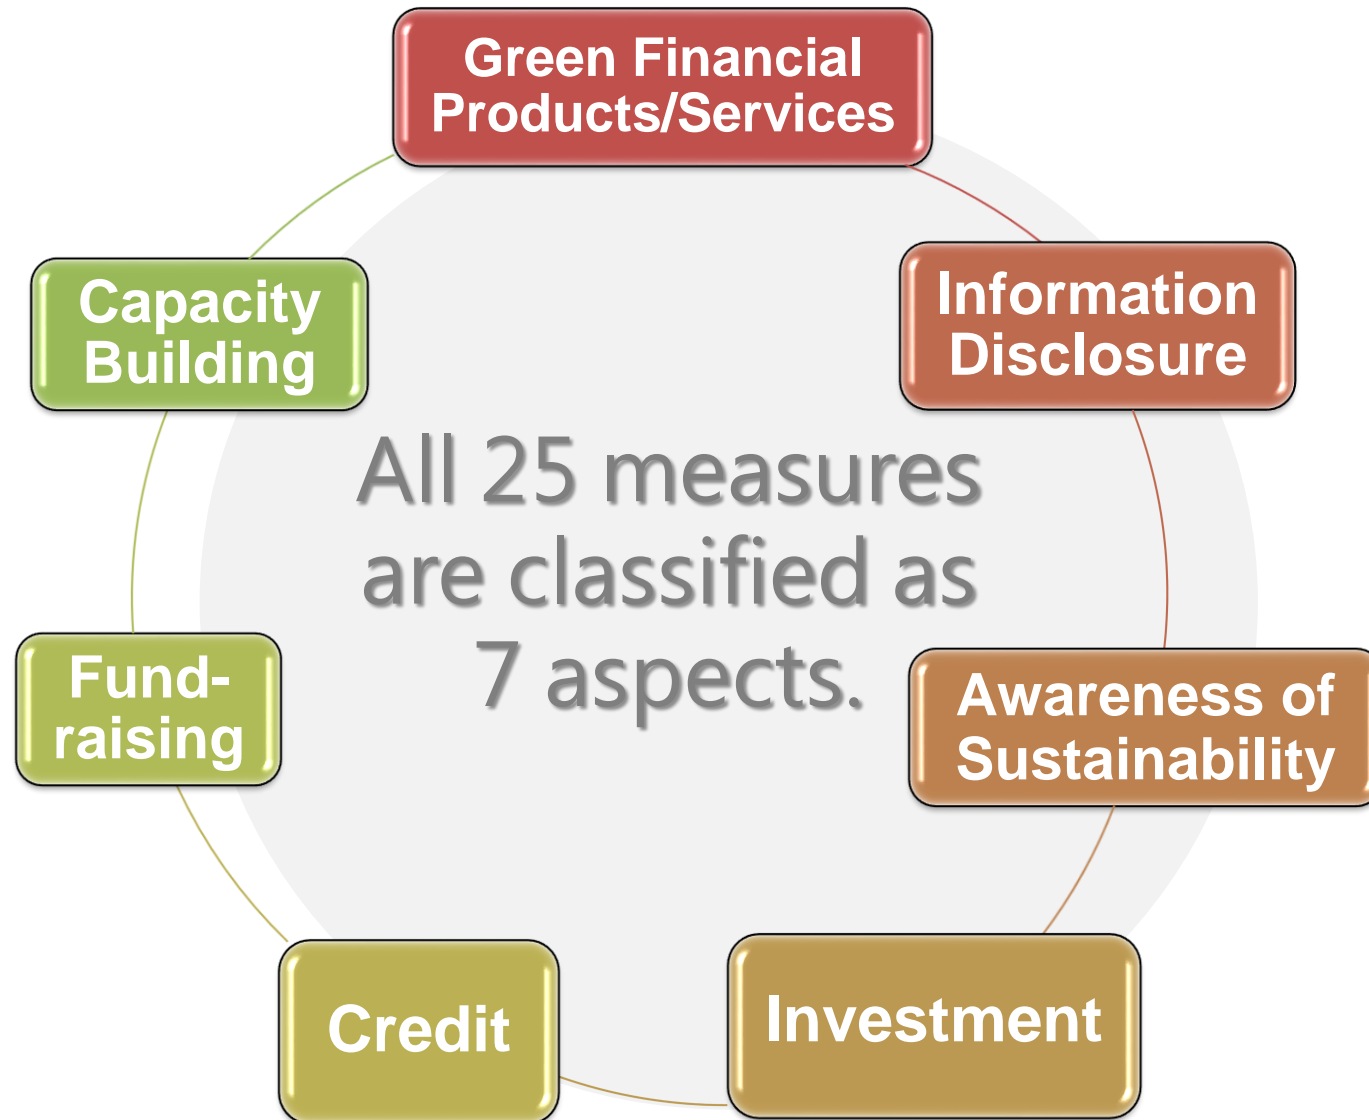 Green Financial
Products/Services
Information
Disclosure
Awareness of
Sustainability
Investment
Credit
Fund-
raising
Capacity
Building
All 25 measures
are classified as
7 aspects.